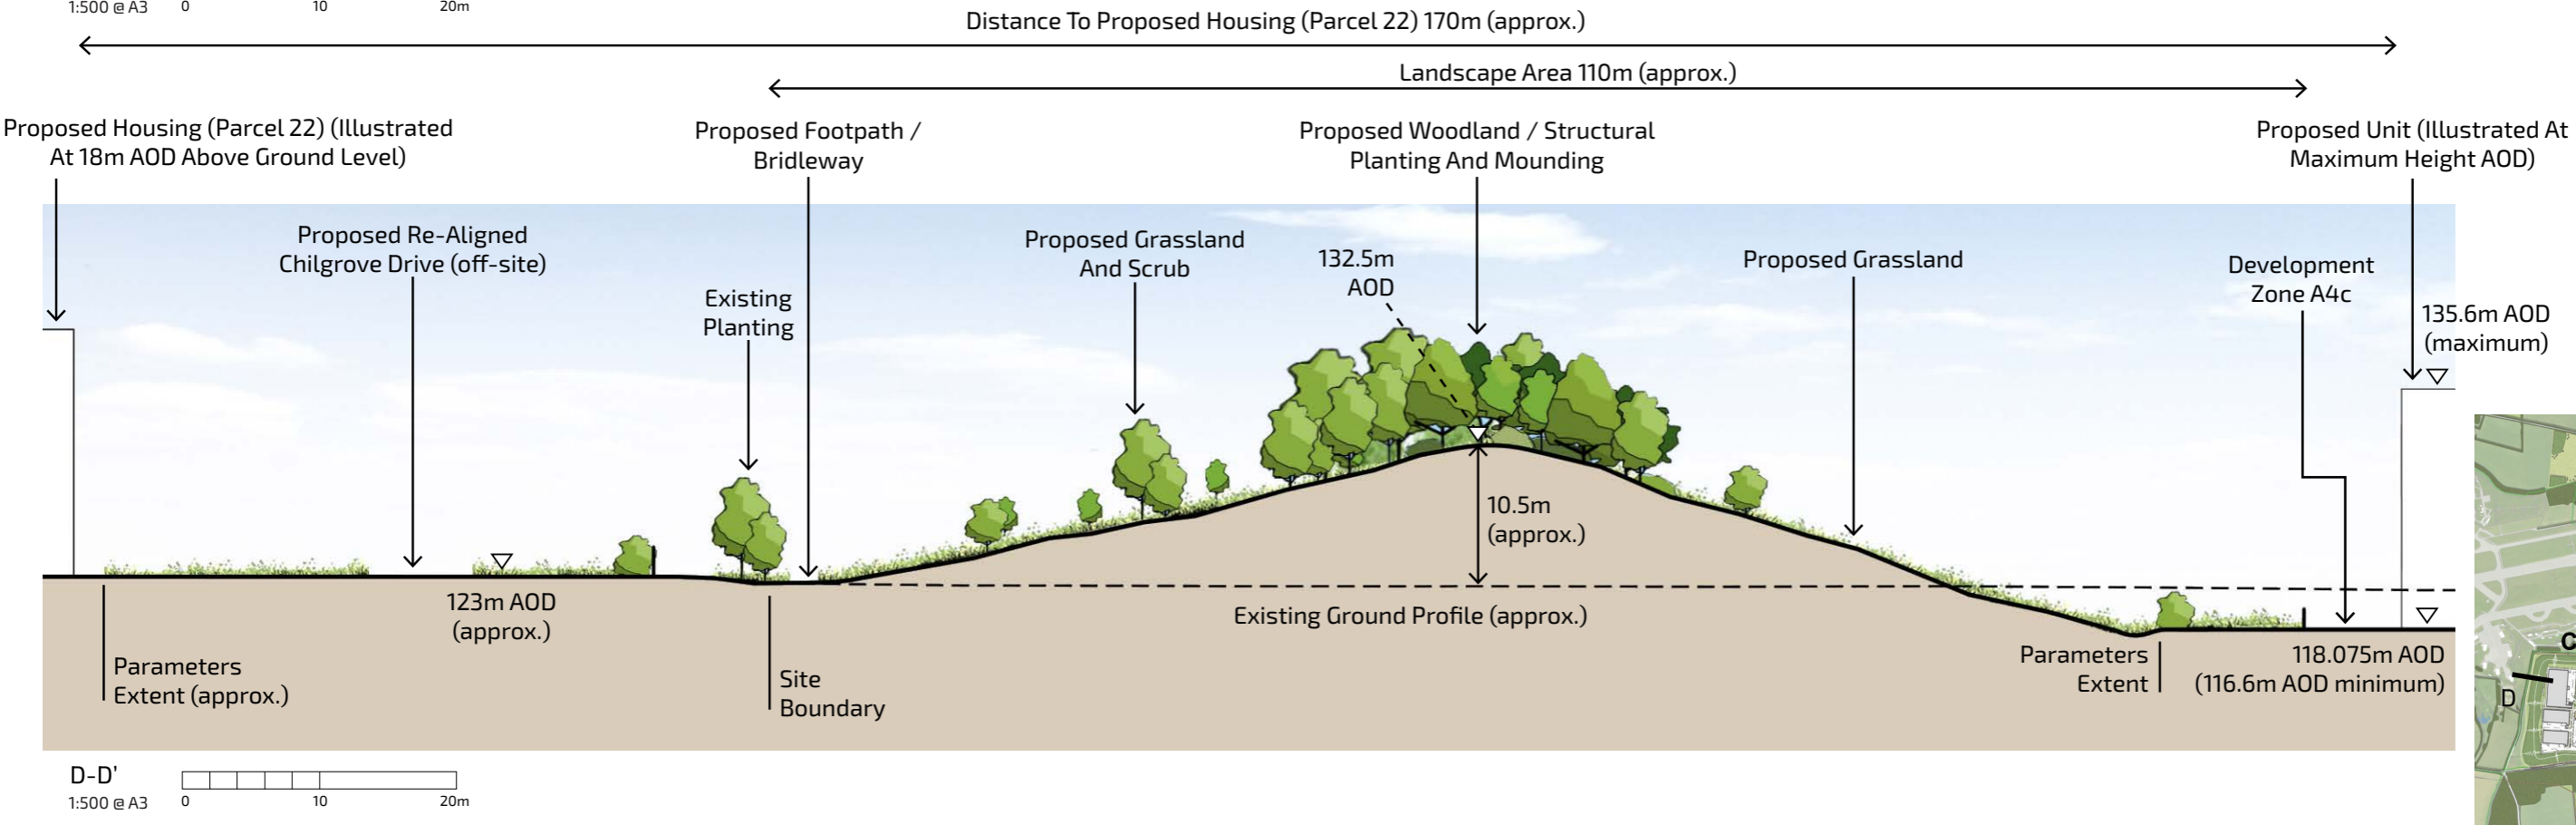 1:500 @ A3 0 10 20m
Distance To Proposed Housing (Parcel 22) 170m (approx.)
Landscape Area 110m (approx.)
Proposed Housing (Parcel 22) (Illustrated
At 18m AOD Above Ground Level)
Proposed Footpath /
Bridleway
Proposed Woodland / Structural
Planting And Mounding
Proposed Unit (Illustrated At
Maximum Height AOD)
Proposed Re-Aligned
Chilgrove Drive (off-site)
Existing
Planting
Proposed Grassland
And Scrub
132.5m
AOD
Proposed Grassland
Development
Zone A4c
135.6m AOD
(maximum)
10.5m
(approx.)
123m AOD
(approx.)
Existing Ground Profile (approx.)
Parameters
Extent (approx.)
Site
Boundary
Parameters
Extent
118.075m AOD
(116.6m AOD minimum)
C
D
D-D'
1:500 @ A3 0 10 20m